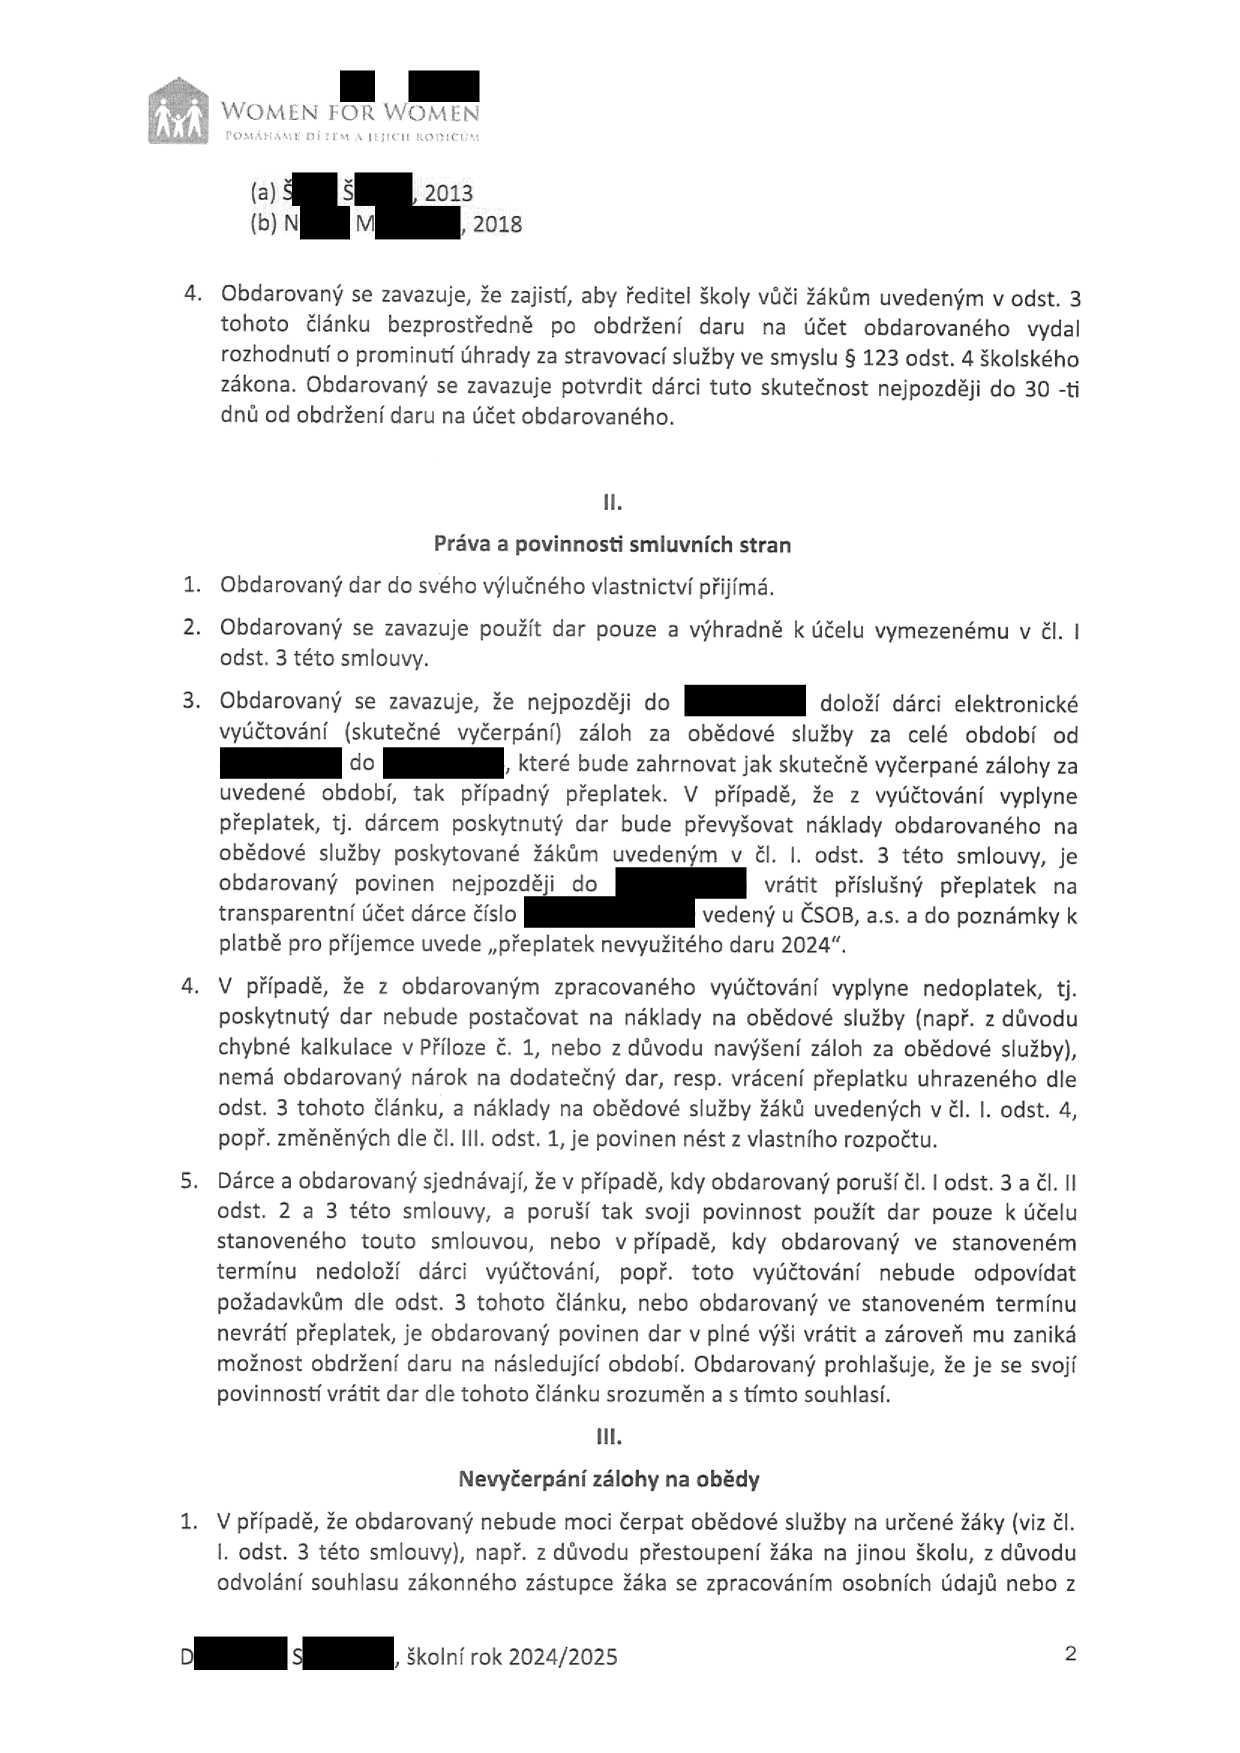 WOMEN FOR WOMEN
POMÁHÁME DĚTEM A JEJICH RODIČŮM
(a) Š Š , 2013
(b) N M , 2018
4. Obdarovaný se zavazuje, že zajistí, aby ředitel školy vůči žákům uvedeným v odst. 3
tohoto článku bezprostředně po obdržení daru na účet obdarovaného vydal
rozhodnutí o prominutí úhrady za stravovací služby ve smyslu § 123 odst. 4 školského
zákona. Obdarovaný se zavazuje potvrdit dárci tuto skutečnost nejpozději do 30 -ti
dnů od obdržení daru na účet obdarovaného.
II.
Práva a povinnosti smluvních stran
1. Obdarovaný dar do svého výlučného vlastnictví přijímá.
2. Obdarovaný se zavazuje použít dar pouze a výhradně k účelu vymezenému v čl. I
odst. 3 této smlouvy.
3. Obdarovaný se zavazuje, že nejpozději do doloží dárci elektronické
vyúčtování (skutečné vyčerpání) záloh za obědové služby za celé období od
do , které bude zahrnovat jak skutečně vyčerpané zálohy za
uvedené období, tak případný přeplatek. V případě, že z vyúčtování vyplyne
přeplatek, tj. dárcem poskytnutý dar bude převyšovat náklady obdarovaného na
obědové služby poskytované žákům uvedeným v čl. I. odst. 3 této smlouvy, je
obdarovaný povinen nejpozději do vrátit příslušný přeplatek na
transparentní účet dárce číslo vedený u ČSOB, a.s. a do poznámky k
platbě pro příjemce uvede „přeplatek nevyužitého daru 2024“.
4. V případě, že z obdarovaným zpracovaného vyúčtování vyplyne nedoplatek, tj.
poskytnutý dar nebude postačovat na náklady na obědové služby (např. z důvodu
chybné kalkulace v Příloze č. 1, nebo z důvodu navýšení záloh za obědové služby),
nemá obdarovaný nárok na dodatečný dar, resp. vrácení přeplatku uhrazeného dle
odst. 3 tohoto článku, a náklady na obědové služby žáků uvedených v čl. I. odst. 4,
popř. změněných dle čl. III. odst. 1, je povinen nést z vlastního rozpočtu.
5. Dárce a obdarovaný sjednávají, že v případě, kdy obdarovaný poruší čl. I odst. 3 a čl. II
odst. 2 a 3 této smlouvy, a poruší tak svoji povinnost použít dar pouze k účelu
stanoveného touto smlouvou, nebo v případě, kdy obdarovaný ve stanoveném
termínu nedoloží dárci vyúčtování, popř. toto vyúčtování nebude odpovídat
požadavkům dle odst. 3 tohoto článku, nebo obdarovaný ve stanoveném termínu
nevrátí přeplatek, je obdarovaný povinen dar v plné výši vrátit a zároveň mu zaniká
možnost obdržení daru na následující období. Obdarovaný prohlašuje, že je se svojí
povinností vrátit dar dle tohoto článku srozuměn a s tímto souhlasí.
III.
Nevyčerpání zálohy na obědy
1. V případě, že obdarovaný nebude moci čerpat obědové služby na určené žáky (viz čl.
I. odst. 3 této smlouvy), např. z důvodu přestoupení žáka na jinou školu, z důvodu
odvolání souhlasu zákonného zástupce žáka se zpracováním osobních údajů nebo z
D S , školní rok 2024/2025
2